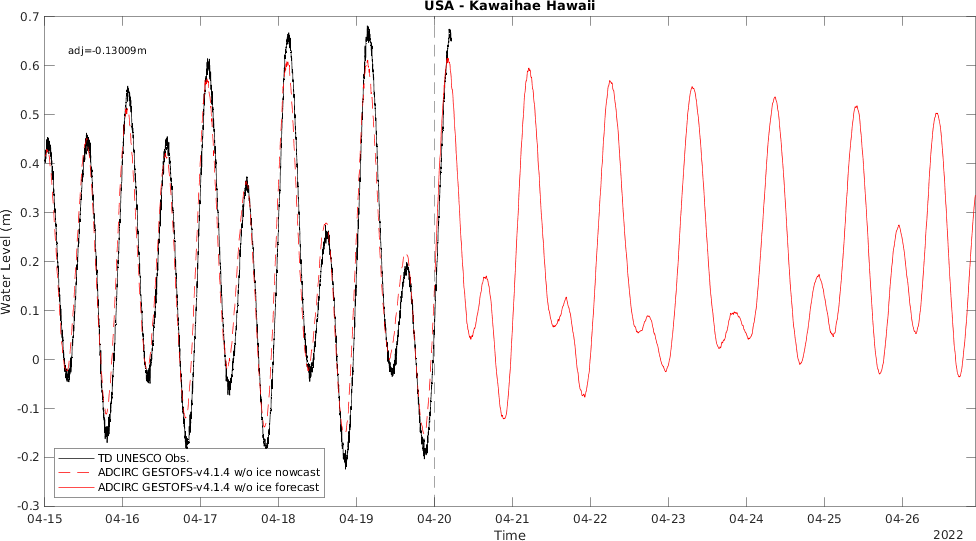 USA - Kawaihae Hawaii
adj=-0.13009m
0.7
0.6
0.5
0.4
0.3
0.2
0.1
0
-0.1
-0.2
-0.3
Water Level (m)
TD UNESCO Obs.
ADCIRC GESTOFS-v4.1.4 w/o ice nowcast
ADCIRC GESTOFS-v4.1.4 w/o ice forecast
04-15 04-16 04-17 04-18 04-19 04-20 04-21 04-22 04-23 04-24 04-25 04-26
Time
2022